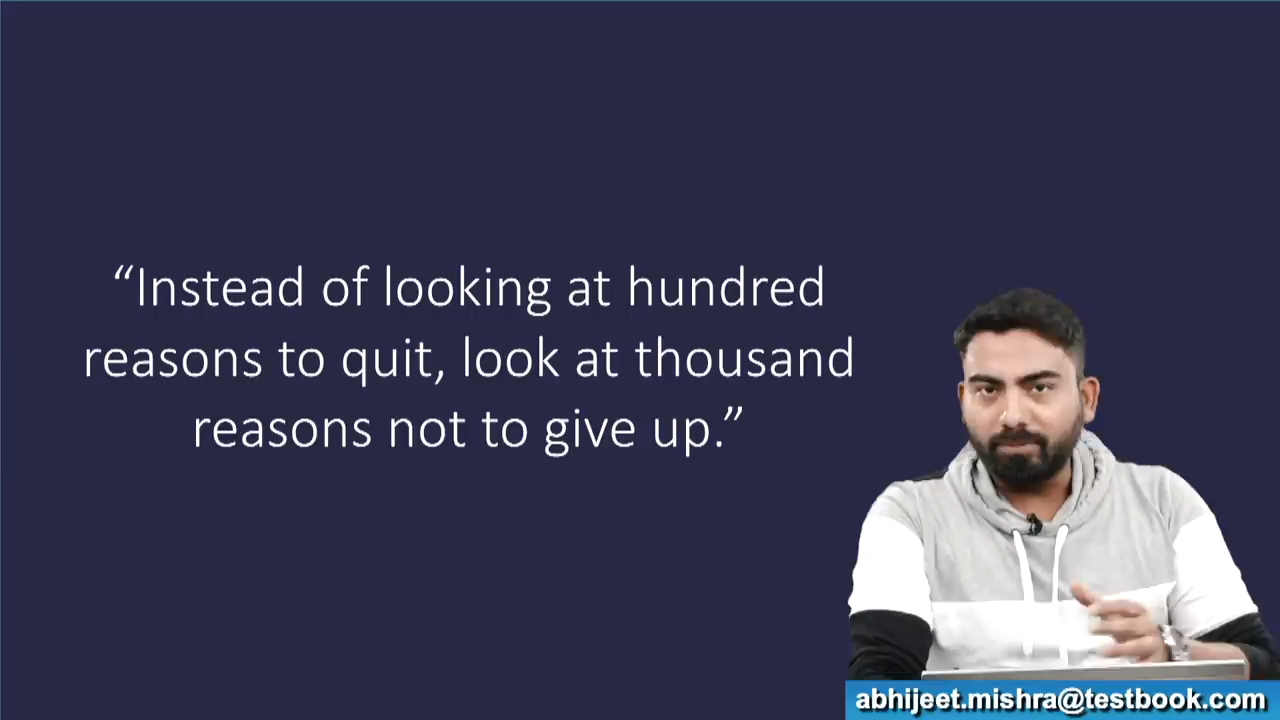 “Instead of looking at hundred
reasons to quit, look at thousand
reasons not to give up.”
abhijeet.mishra@testbook.com